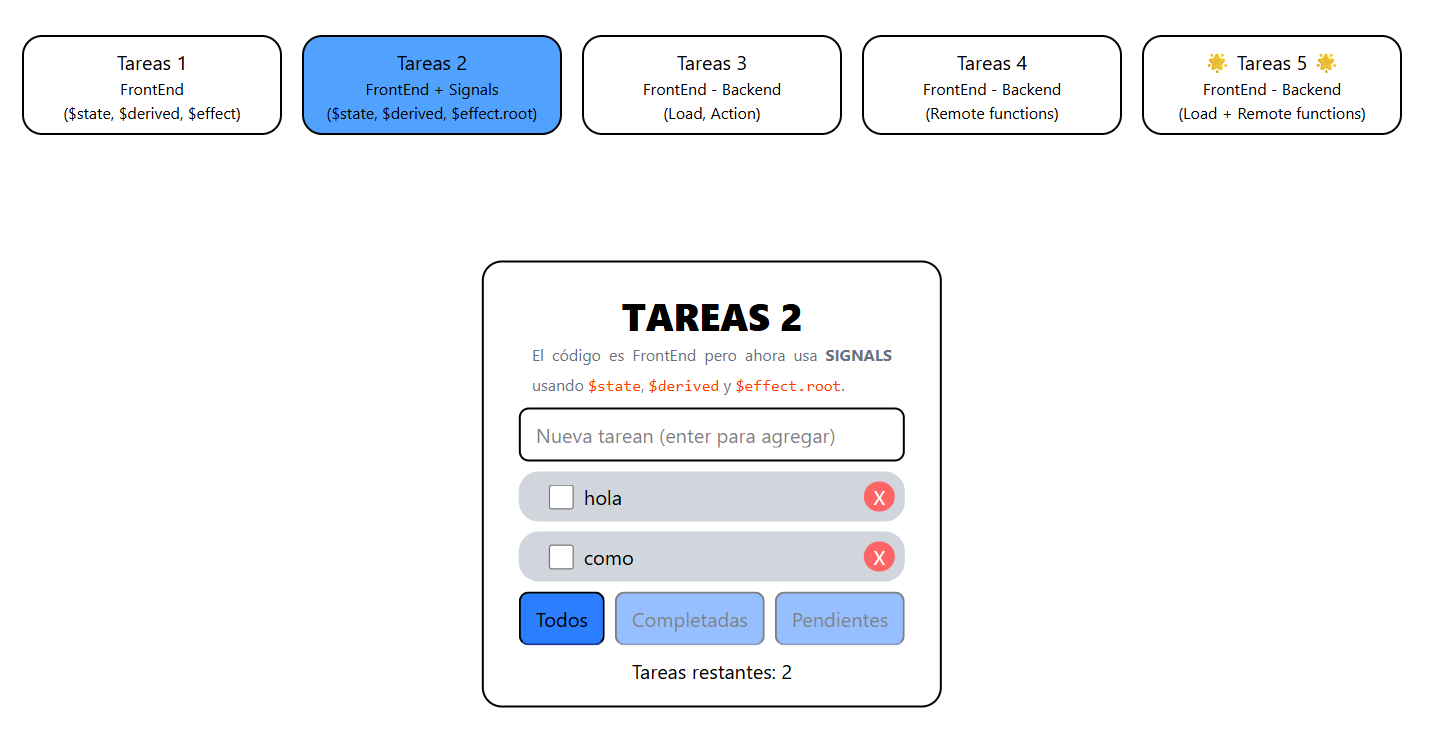 Tareas 1
FrontEnd
($state, $derived, $effect)
Tareas 2
FrontEnd + Signals
($state, $derived, $effect.root)
Tareas 3
FrontEnd - Backend
(Load, Action)
Tareas 4
FrontEnd - Backend
(Remote functions)
🌟 Tareas 5 🌟
FrontEnd - Backend
(Load + Remote functions)
TAREAS 2
El código es FrontEnd pero ahora usa SIGNALS
usando $state, $derived y $effect.root.
Nueva tarean (enter para agregar)
hola X
como X
Todos Completadas Pendientes
Tareas restantes: 2